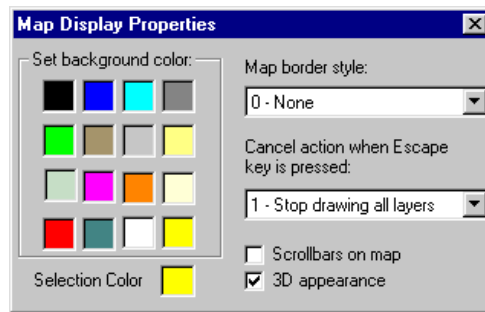 Map Display Properties
Set background color:
Selection Color
Map border style:
0 - None
Cancel action when Escape
key is pressed:
1 - Stop drawing all layers
Scrollbars on map
3D appearance